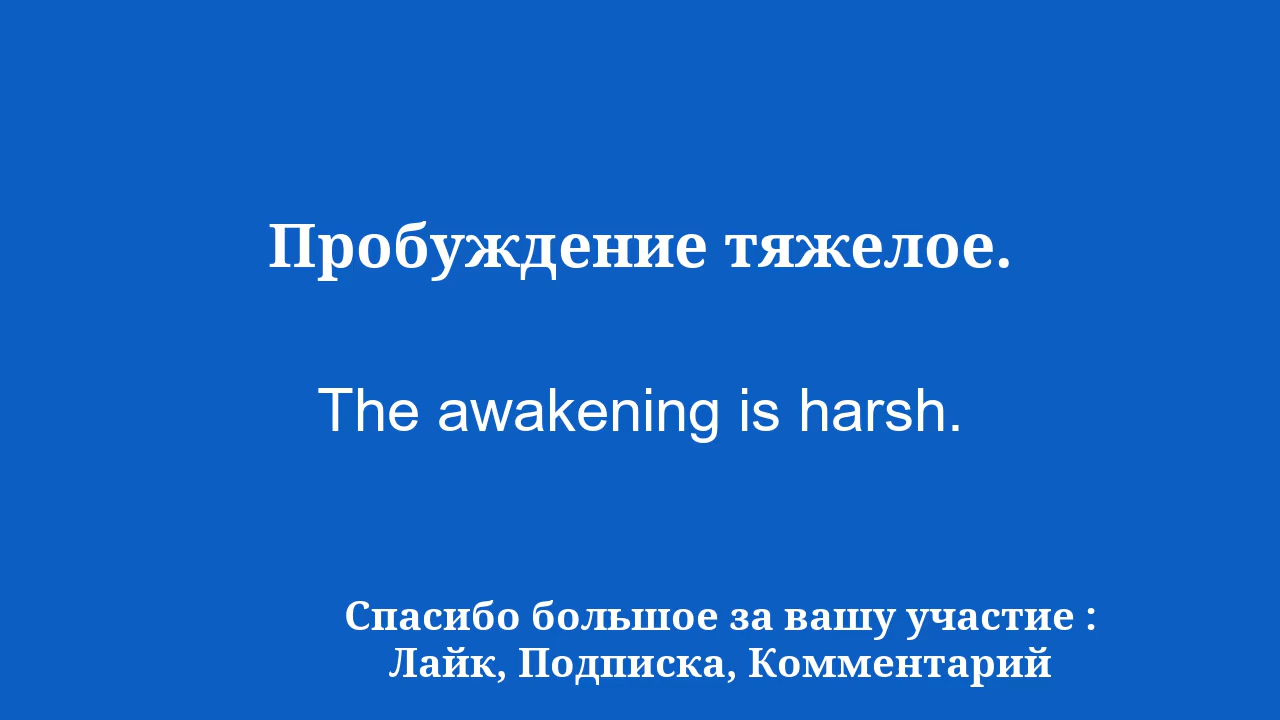 Пробуждение тяжелое.
The awakening is harsh.
Спасибо большое за вашу участие :
Лайк, Подписка, Комментарий